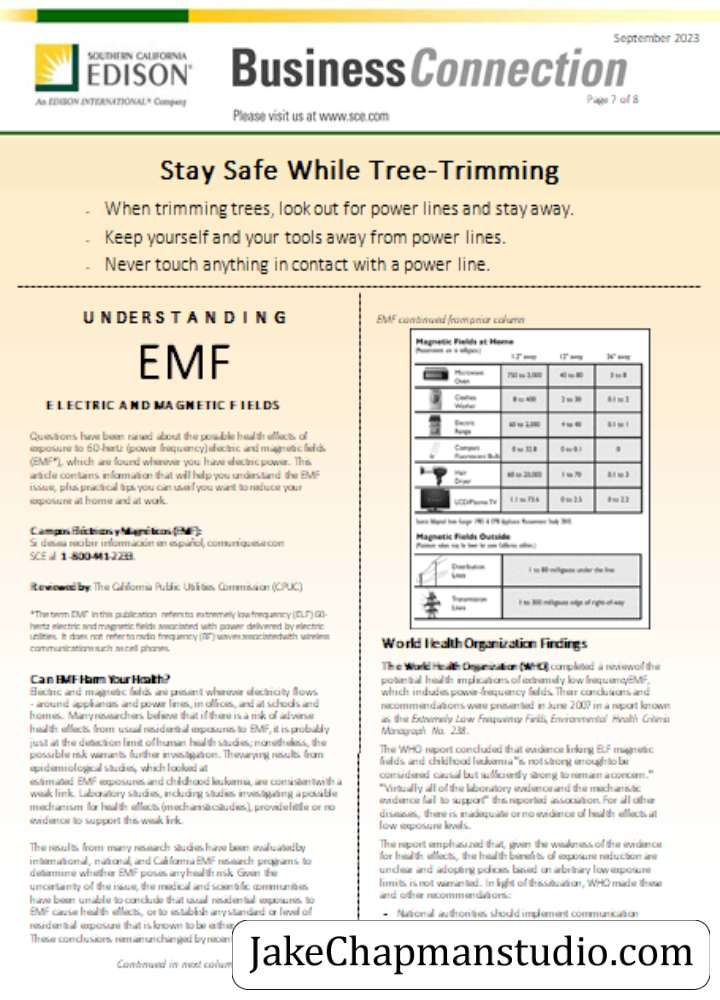 September 2023
SOUTHERN CALIFORNIA
EDISON®
An EDISON INTERNATIONAL® Company
BusinessConnection
Page 7 of 8
Please visit us at www.sce.com
Stay Safe While Tree-Trimming
- When trimming trees, look out for power lines and stay away.
- Keep yourself and your tools away from power lines.
- Never touch anything in contact with a power line.
UNDERSTANDING
EMF
ELECTRIC AND MAGNETIC FIELDS
Questions have been raised about the possible health effects of
exposure to 60-hertz (power frequency) electric and magnetic fields
(EMF*), which are found wherever you have electric power. This
article contains information that will help you understand the EMF
issue, plus practical tips you can use if you want to reduce your
exposure at home and at work.
Campos Eléctricos y Magnéticos (EMF):
Si desea recibir información en español, comuníquese con
SCE al 1-800-441-2233.
Reviewed by: The California Public Utilities Commission (CPUC)
*The term EMF in this publication refers to extremely low frequency (ELF) 60-
hertz electric and magnetic fields associated with power delivered by electric
utilities. It does not refer to radio frequency (RF) waves associated with wireless
communications such as cell phones.
Can EMF Harm Your Health?
Electric and magnetic fields are present wherever electricity flows
- around appliances and power lines, in offices, and at schools and
homes. Many researchers believe that if there is a risk of adverse
health effects from usual residential exposures to EMF, it is probably
just at the detection limit of human health studies; nonetheless, the
possible risk warrants further investigation. The varying results from
epidemiological studies, which looked at
estimated EMF exposures and childhood leukemia, are consistent with a
weak link. Laboratory studies, including studies investigating a possible
mechanism for health effects (mechanistic studies), provide little or no
evidence to support this weak link.
The results from many research studies have been evaluated by
international, national, and California EMF research programs to
determine whether EMF poses any health risk. Given the
uncertainty of the issue, the medical and scientific communities
have been unable to conclude that usual residential exposures to
EMF cause health effects, or to establish any standard or level of
residential exposure that is known to be either
These conclusions remain unchanged by recent
Continued in next column
EMF continued from prior column
Magnetic Fields at Home
1.2" away 12" away 36" away
Microwave Oven 750 to 2,000 40 to 80 3 to 8
Clothes Washer 8 to 400 2 to 30 0.1 to 2
Electric Range 60 to 2,000 4 to 40 0.1 to 1
Compact Fluorescent Bulb 0 to 32.8 0 to 0.1 0
Hair Dryer 60 to 20,000 1 to 70 0.1 to 3
LCD/Plasma TV 1.1 to 73.6 0 to 2.5 0 to 2.2
Magnetic Fields Outside
Distribution Lines 1 to 80 milligauss under the line
Transmission Lines 1 to 300 milligauss edge of right-of-way
World Health Organization Findings
The World Health Organization (WHO) completed a review of the
potential health implications of extremely low frequency EMF,
which includes power-frequency fields. Their conclusions and
recommendations were presented in June 2007 in a report known
as the Extremely Low Frequency Fields, Environmental Health Criteria
Monograph No. 238.
The WHO report concluded that evidence linking ELF magnetic
fields and childhood leukemia "is not strong enough to be
considered causal but sufficiently strong to remain a concern."
"Virtually all of the laboratory evidence and the mechanistic
evidence fail to support" this reported association. For all other
diseases, there is inadequate or no evidence of health effects at
low exposure levels.
The report emphasized that, given the weakness of the evidence
for health effects, the health benefits of exposure reduction are
unclear and adopting policies based on arbitrary low exposure
limits is not warranted. In light of this situation, WHO made these
and other recommendations:
- National authorities should implement communication
JakeChapmanstudio.com